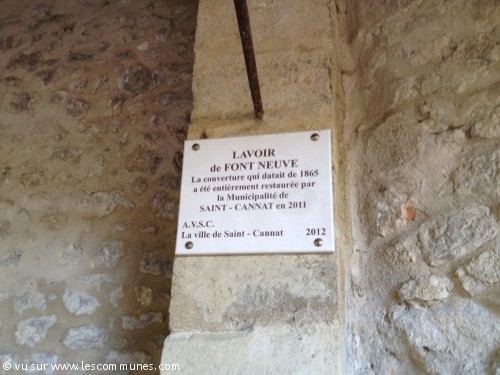 LAVOIR
de FONT NEUVE
La couverture qui datait de 1865
a été entièrement restaurée par
la Municipalité de
SAINT - CANNAT en 2011
A.V.S.C.
La ville de Saint - Cannat 2012
© vu sur www.lescommunes.com